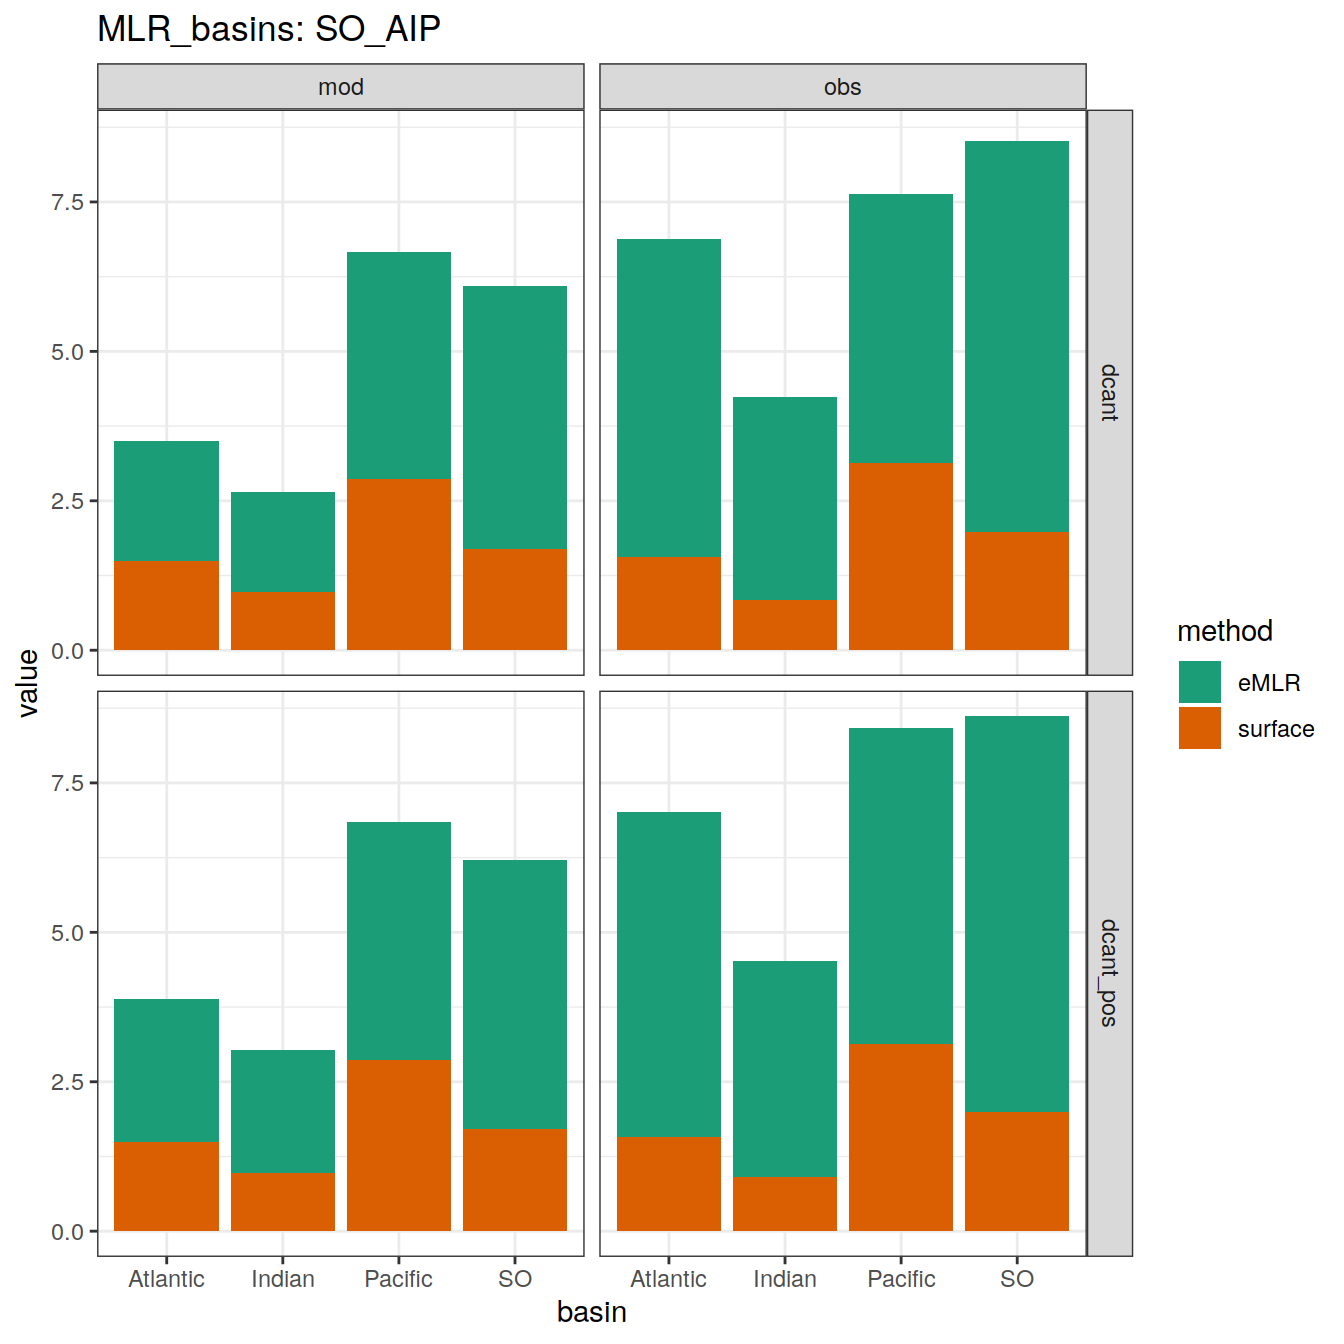 MLR_basins: SO_AIP
mod
obs
7.5
5.0
2.5
0.0
dcant
7.5
5.0
2.5
0.0
dcant_pos
value
Atlantic Indian Pacific SO
Atlantic Indian Pacific SO
basin
method
eMLR
surface